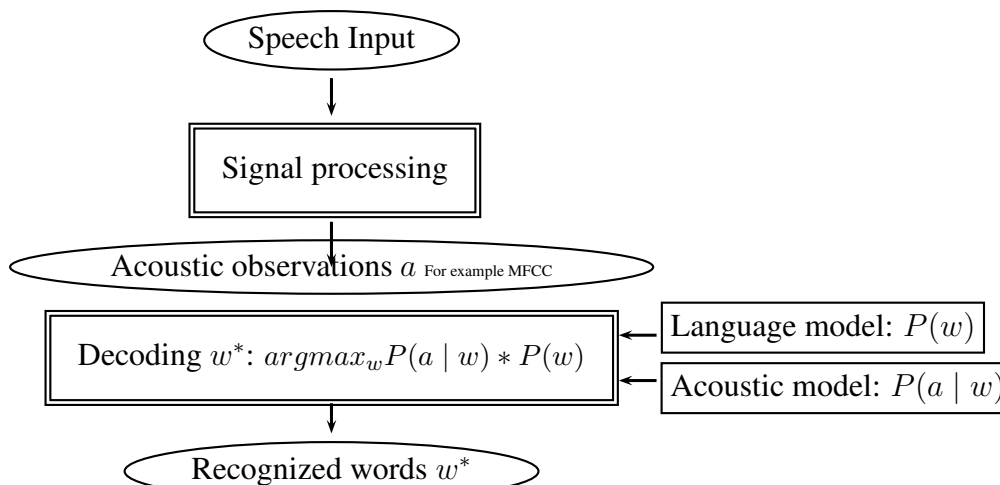 Speech Input
Signal processing
Acoustic observations a For example MFCC
Language model: P(w)
Decoding w*: argmax_w P(a | w) * P(w)
Acoustic model: P(a | w)
Recognized words w*